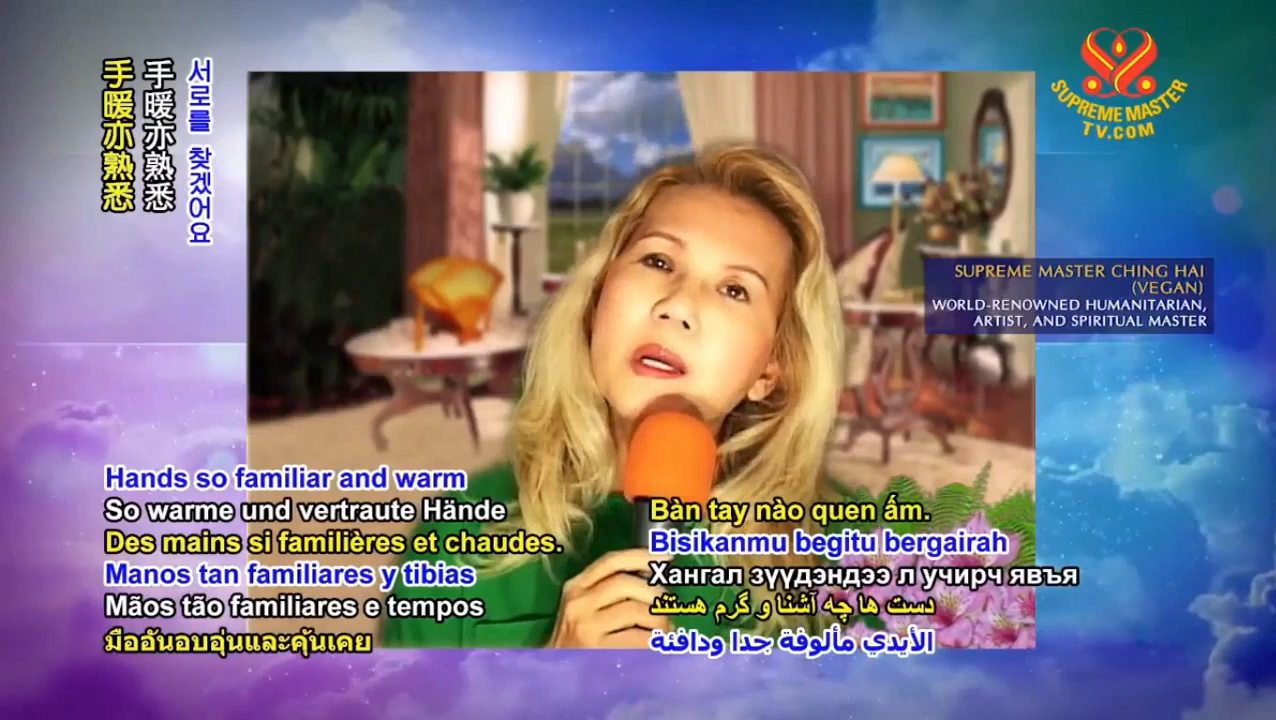 手暖亦熟悉
手暖亦熟悉
서로를 찾겠어요
SUPREME MASTER
TV.COM
SUPREME MASTER CHING HAI
(VEGAN)
WORLD-RENOWNED HUMANITARIAN,
ARTIST, AND SPIRITUAL MASTER
Hands so familiar and warm
So warme und vertraute Hände
Des mains si familières et chaudes.
Manos tan familiares y tibias
Mãos tão familiares e tempos
มืออันอบอุ่นและคุ้นเคย
Bàn tay nào quen ấm.
Bisikanmu begitu bergairah
Хангал зүүдэндээ л учирч явъя
دست ها چه آشنا و گرم هستند
الأيدي مألوفة جدا ودافئة